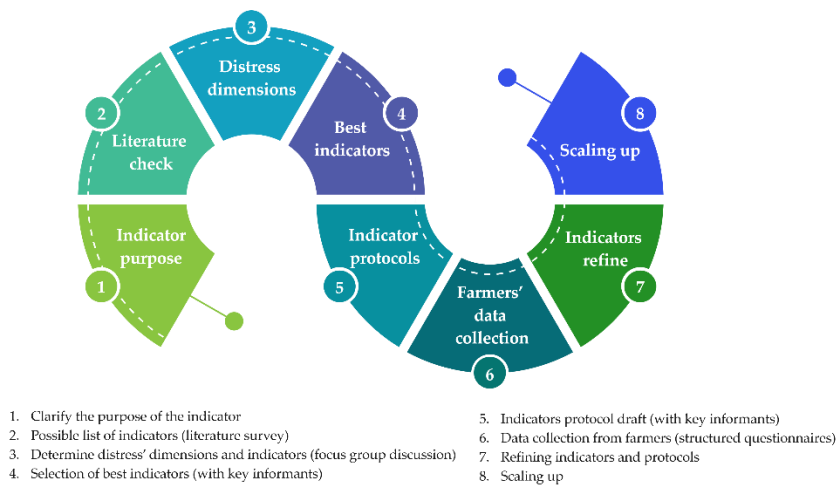 1
Indicator
purpose
2
Literature
check
3
Distress
dimensions
4
Best
indicators
5
Indicator
protocols
6
Farmers'
data
collection
7
Indicators
refine
8
Scaling up
1. Clarify the purpose of the indicator
2. Possible list of indicators (literature survey)
3. Determine distress' dimensions and indicators (focus group discussion)
4. Selection of best indicators (with key informants)
5. Indicators protocol draft (with key informants)
6. Data collection from farmers (structured questionnaires)
7. Refining indicators and protocols
8. Scaling up